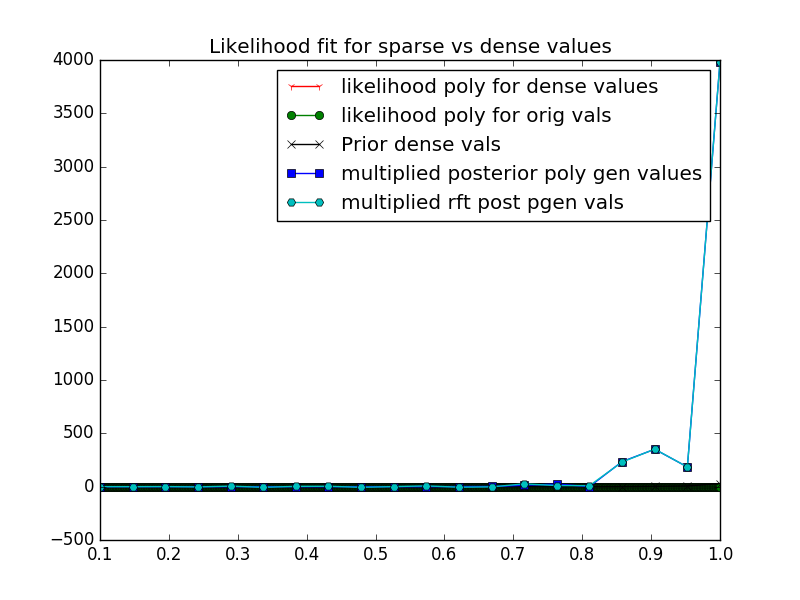 Likelihood fit for sparse vs dense values
4000
3500
3000
2500
2000
1500
1000
500
0
−500
likelihood poly for dense values
likelihood poly for orig vals
Prior dense vals
multiplied posterior poly gen values
multiplied rft post pgen vals
0.1 0.2 0.3 0.4 0.5 0.6 0.7 0.8 0.9 1.0